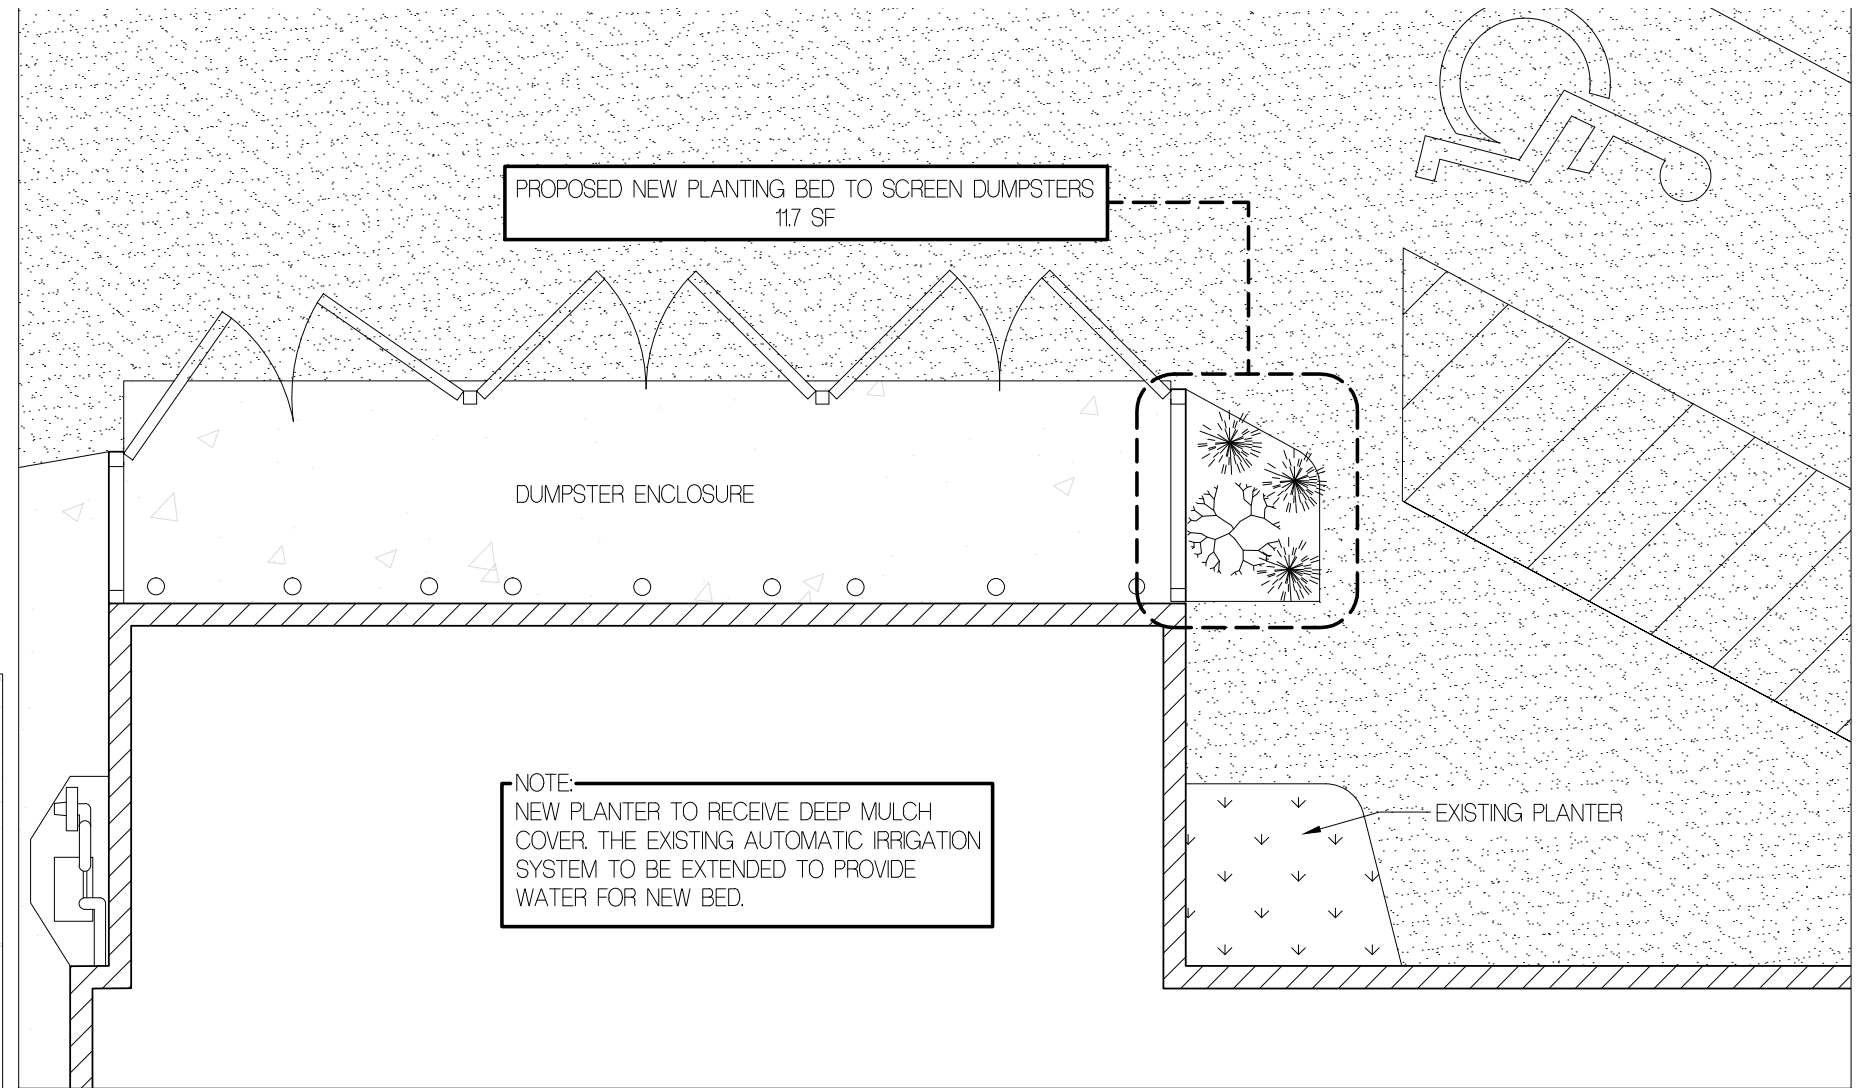 PROPOSED NEW PLANTING BED TO SCREEN DUMPSTERS
11.7 SF
DUMPSTER ENCLOSURE
NOTE:
NEW PLANTER TO RECEIVE DEEP MULCH
COVER. THE EXISTING AUTOMATIC IRRIGATION
SYSTEM TO BE EXTENDED TO PROVIDE
WATER FOR NEW BED.
EXISTING PLANTER